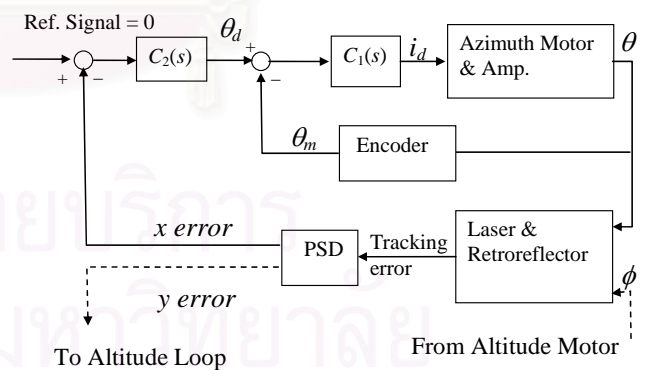 Ref. Signal = 0
+
−
C₂(s)
θd
+
−
C₁(s)
id
Azimuth Motor
& Amp.
θ
θm
Encoder
x error
PSD
Tracking
error
Laser &
Retroreflector
ϕ
y error
To Altitude Loop
From Altitude Motor